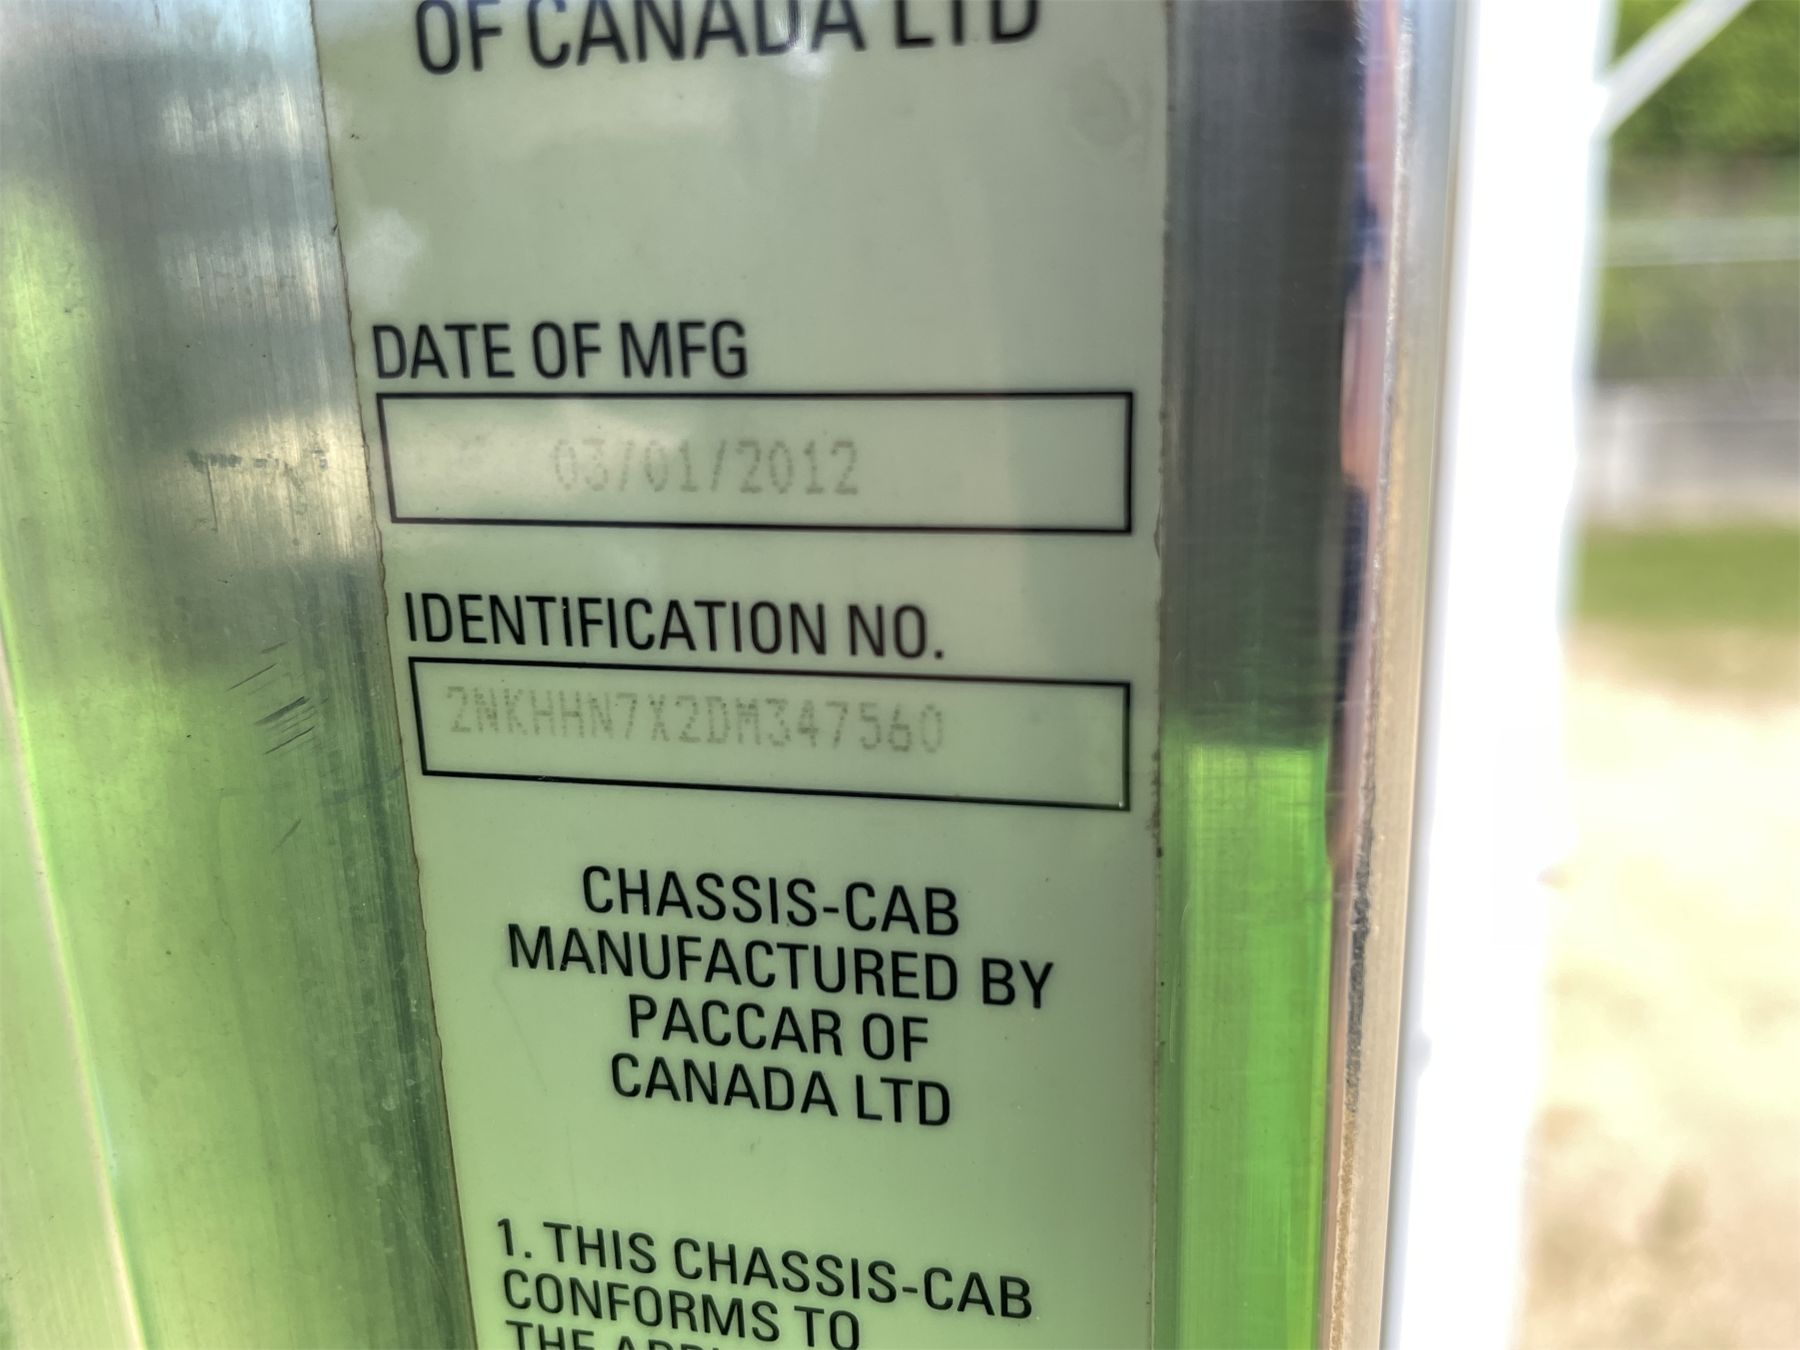 OF CANADA LTD
DATE OF MFG
03/01/2012
IDENTIFICATION NO.
2NKHHN7X2DM347560
CHASSIS-CAB
MANUFACTURED BY
PACCAR OF
CANADA LTD
1. THIS CHASSIS-CAB
CONFORMS TO
THE